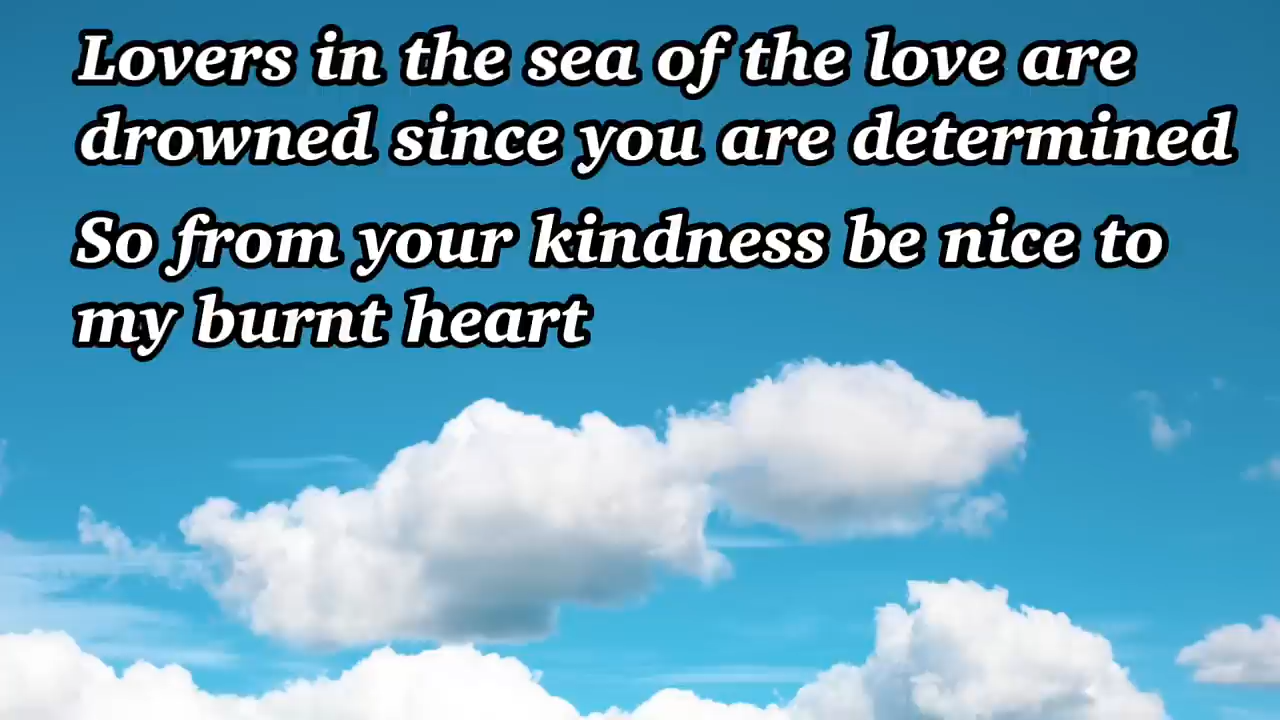 Lovers in the sea of the love are
drowned since you are determined
So from your kindness be nice to
my burnt heart